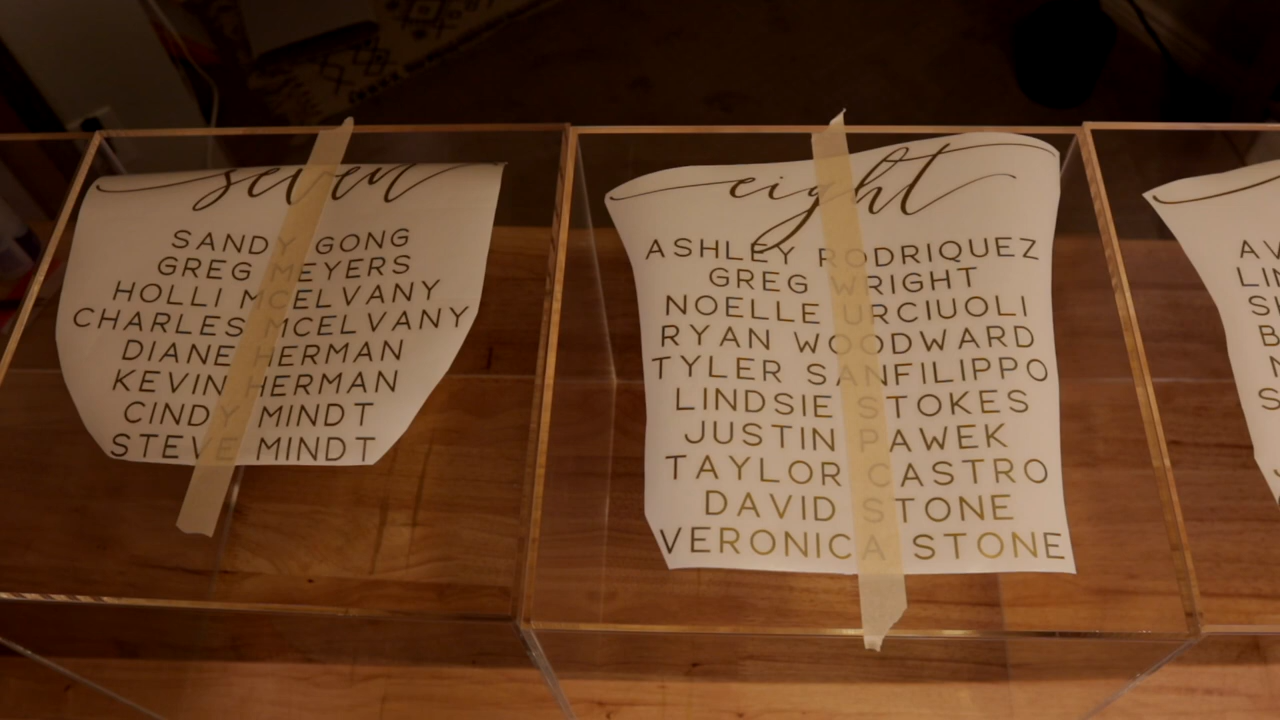 seven
SANDY GONG
GREG MEYERS
HOLLI MCELVANY
CHARLES MCELVANY
DIANE HERMAN
KEVIN HERMAN
CINDY MINDT
STEVE MINDT
eight
ASHLEY RODRIQUEZ
GREG WRIGHT
NOELLE URCIUOLI
RYAN WOODWARD
TYLER SANFILIPPO
LINDSIE STOKES
JUSTIN PAWEK
TAYLOR CASTRO
DAVID STONE
VERONICA STONE